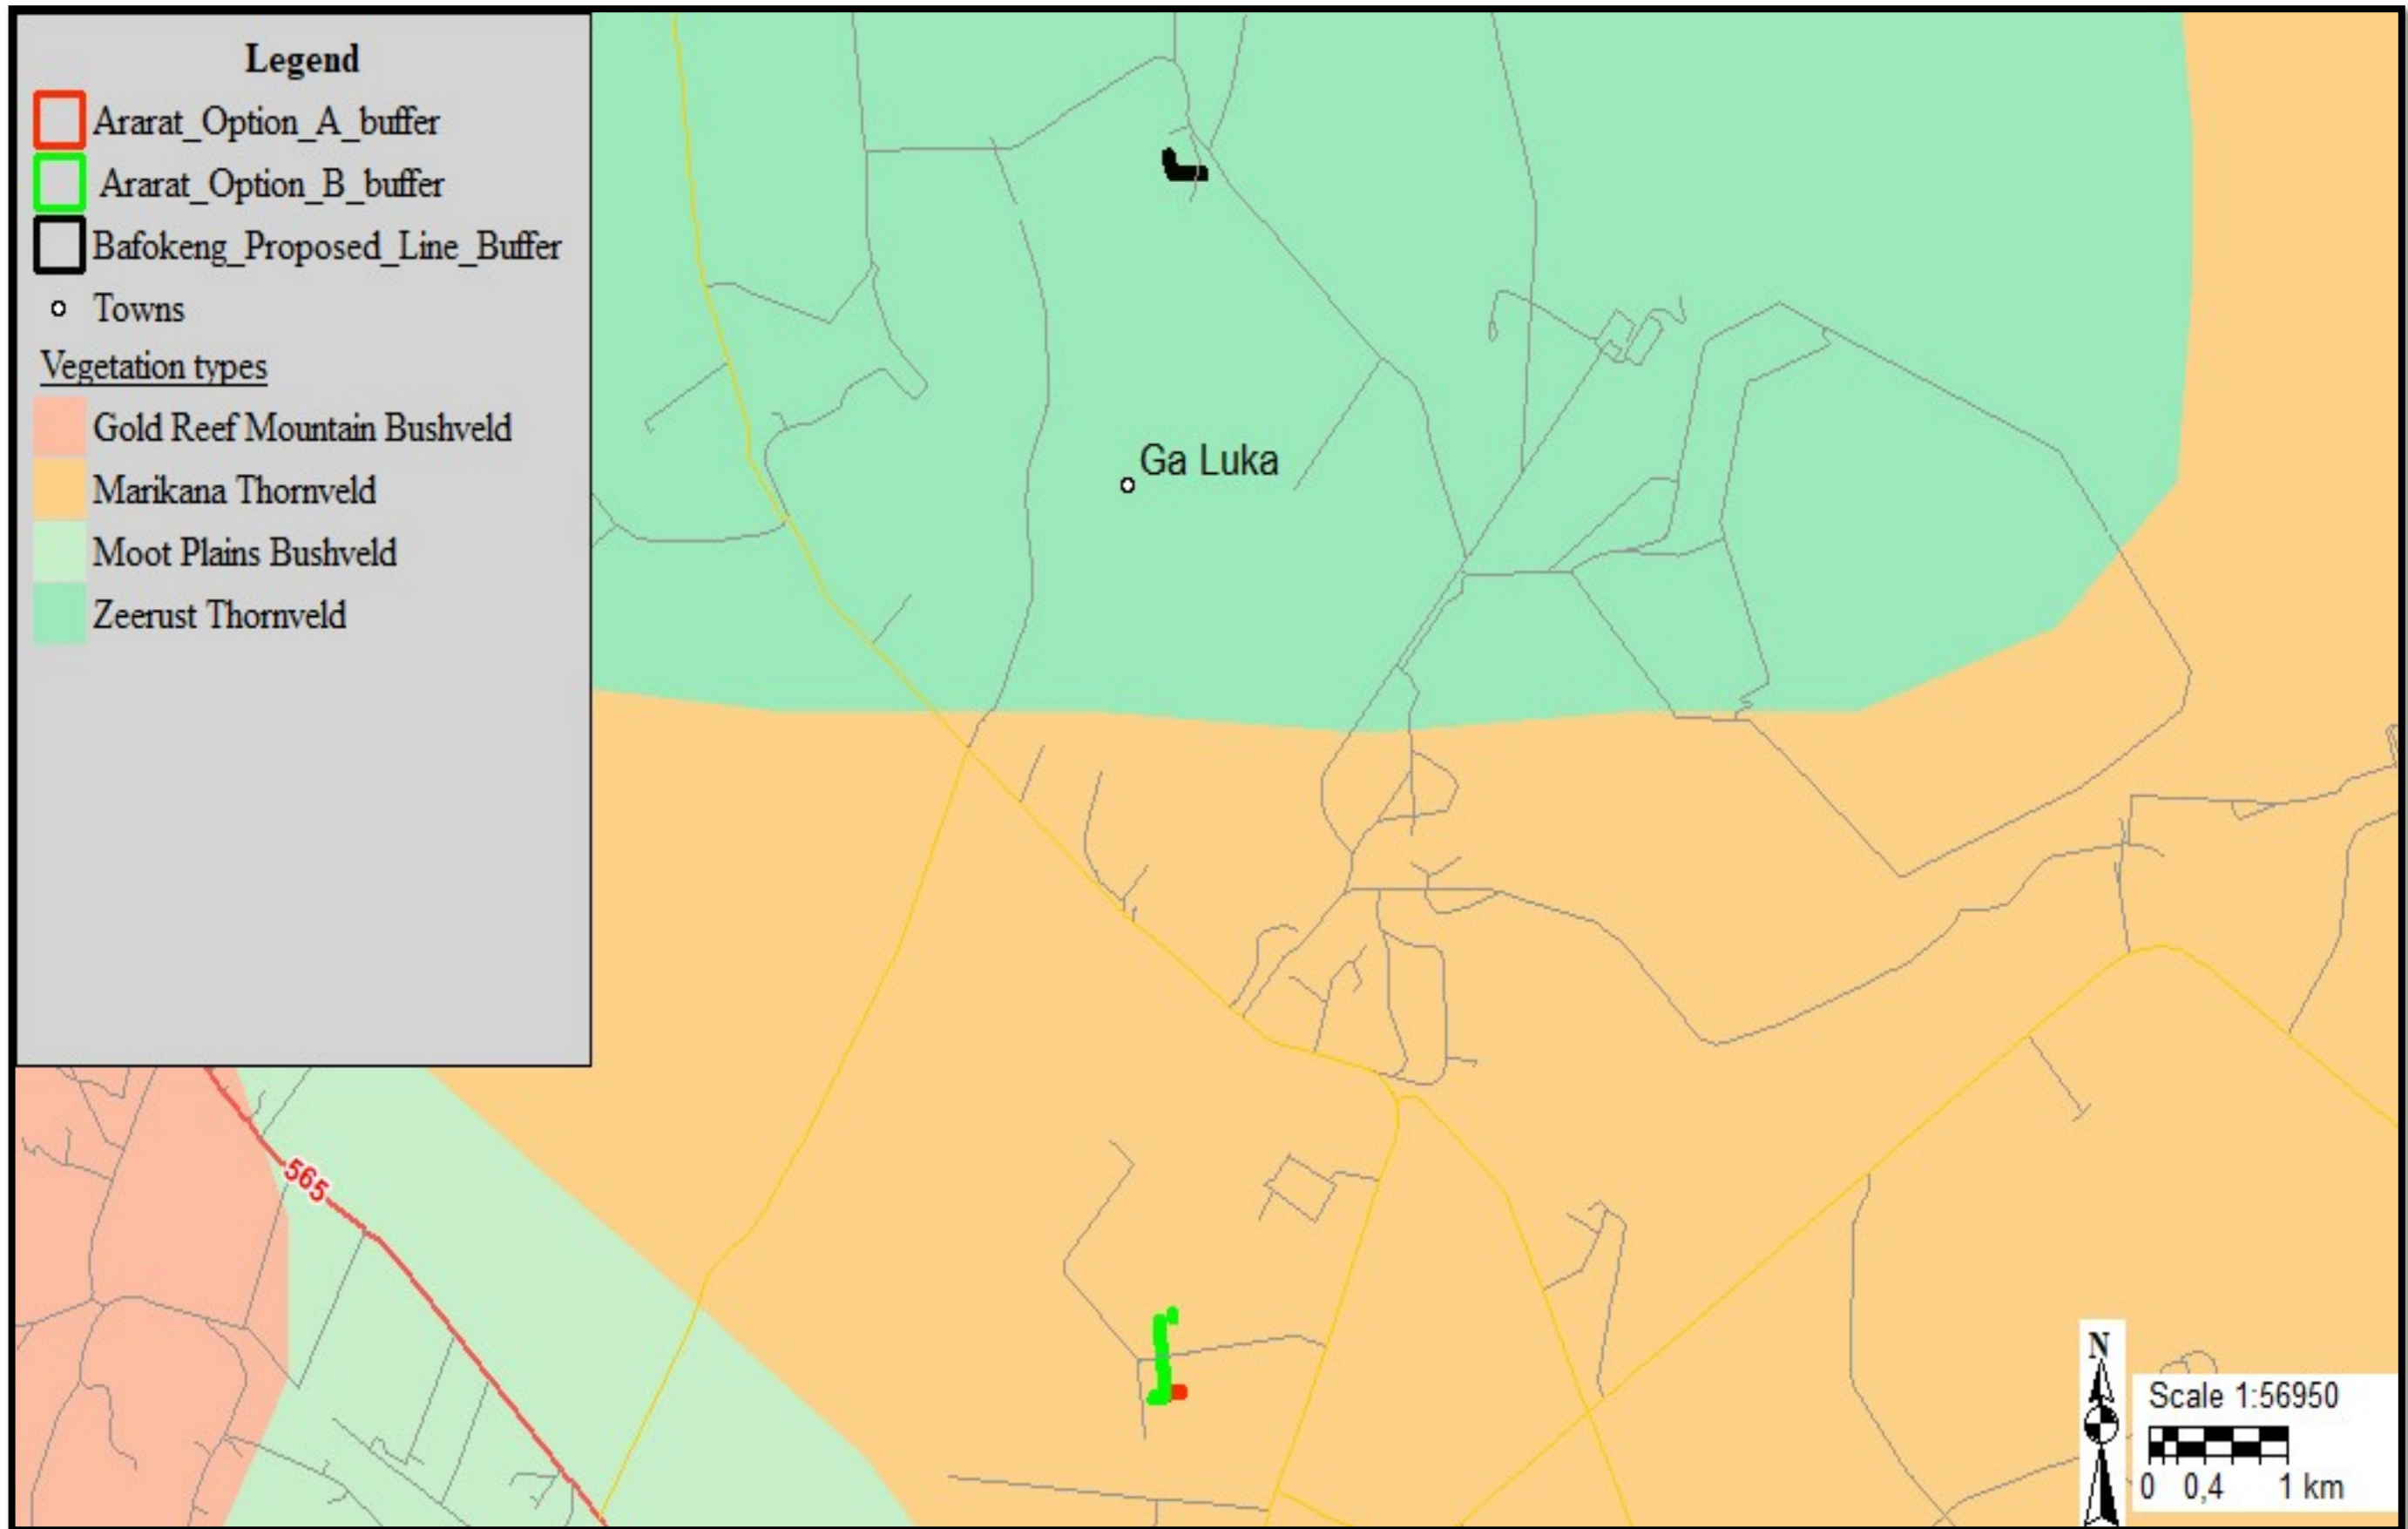 Legend
Ararat_Option_A_buffer
Ararat_Option_B_buffer
Bafokeng_Proposed_Line_Buffer
Towns
Vegetation types
Gold Reef Mountain Bushveld
Marikana Thornveld
Moot Plains Bushveld
Zeerust Thornveld
Ga Luka
565
N
Scale 1:56950
0 0,4 1 km